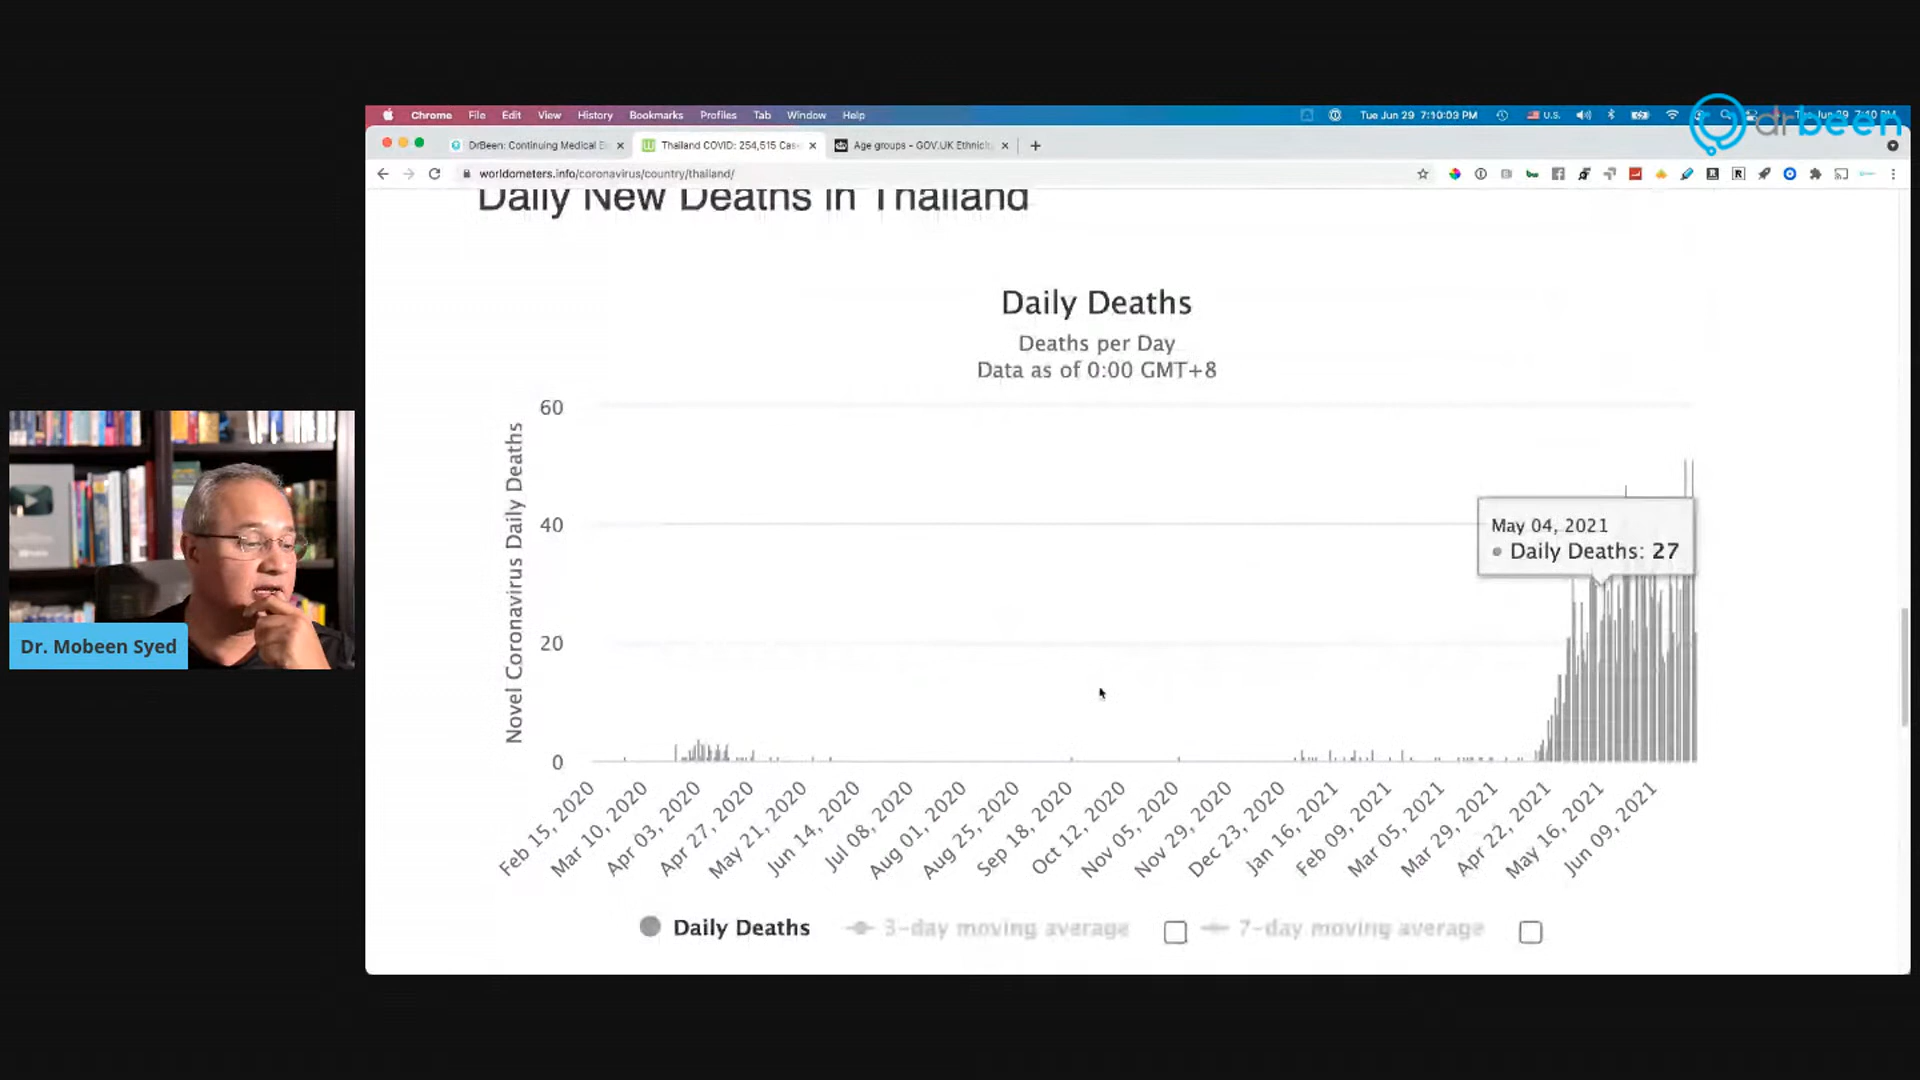 Chrome File Edit View History Bookmarks Profiles Tab Window Help
U.S.
Tue Jun 29 7:10:03 PM
drbeen
DrBeen: Continuing Medical E
Thailand COVID: 254,515 Cas
Age groups - GOV.UK Ethnicit
worldometers.info/coronavirus/country/thailand/
Daily New Deaths in Thailand
Daily Deaths
Deaths per Day
Data as of 0:00 GMT+8
Novel Coronavirus Daily Deaths
60
40
20
0
May 04, 2021
Daily Deaths: 27
Feb 15, 2020
Mar 10, 2020
Apr 03, 2020
Apr 27, 2020
May 21, 2020
Jun 14, 2020
Jul 08, 2020
Aug 01, 2020
Aug 25, 2020
Sep 18, 2020
Oct 12, 2020
Nov 05, 2020
Nov 29, 2020
Dec 23, 2020
Jan 16, 2021
Feb 09, 2021
Mar 05, 2021
Mar 29, 2021
Apr 22, 2021
May 16, 2021
Jun 09, 2021
Daily Deaths 3-day moving average 7-day moving average
Dr. Mobeen Syed